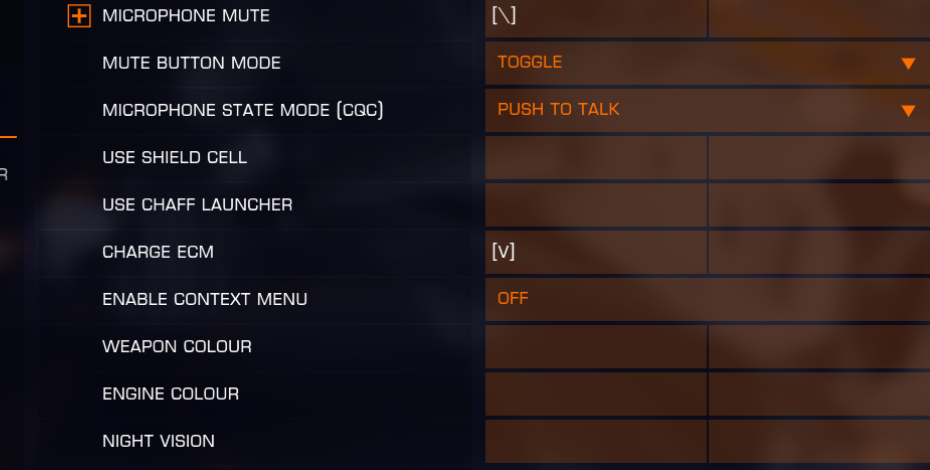 MICROPHONE MUTE [\]
MUTE BUTTON MODE TOGGLE
MICROPHONE STATE MODE (CQC) PUSH TO TALK
USE SHIELD CELL
R
USE CHAFF LAUNCHER
CHARGE ECM [V]
ENABLE CONTEXT MENU OFF
WEAPON COLOUR
ENGINE COLOUR
NIGHT VISION